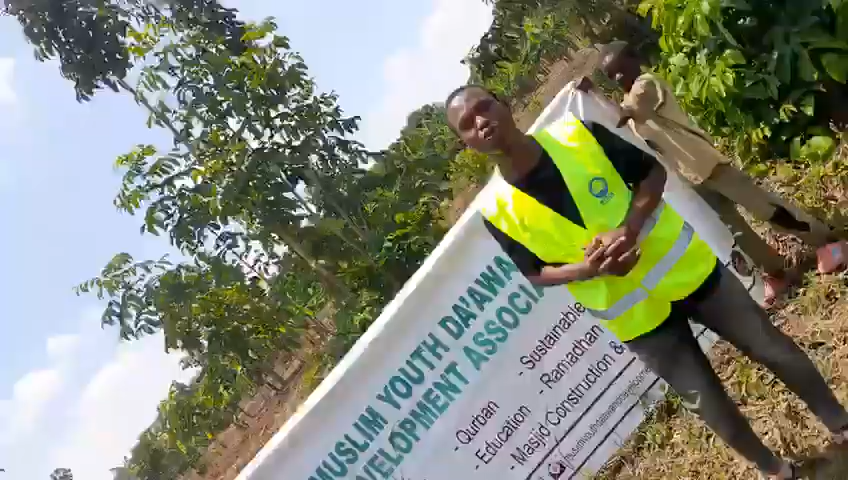 MUSLIM YOUTH DA'AWA
DEVELOPMENT ASSOCIA
- Qurban
- Education
- Masjid Construction &
- Sustainable
- Ramadhan